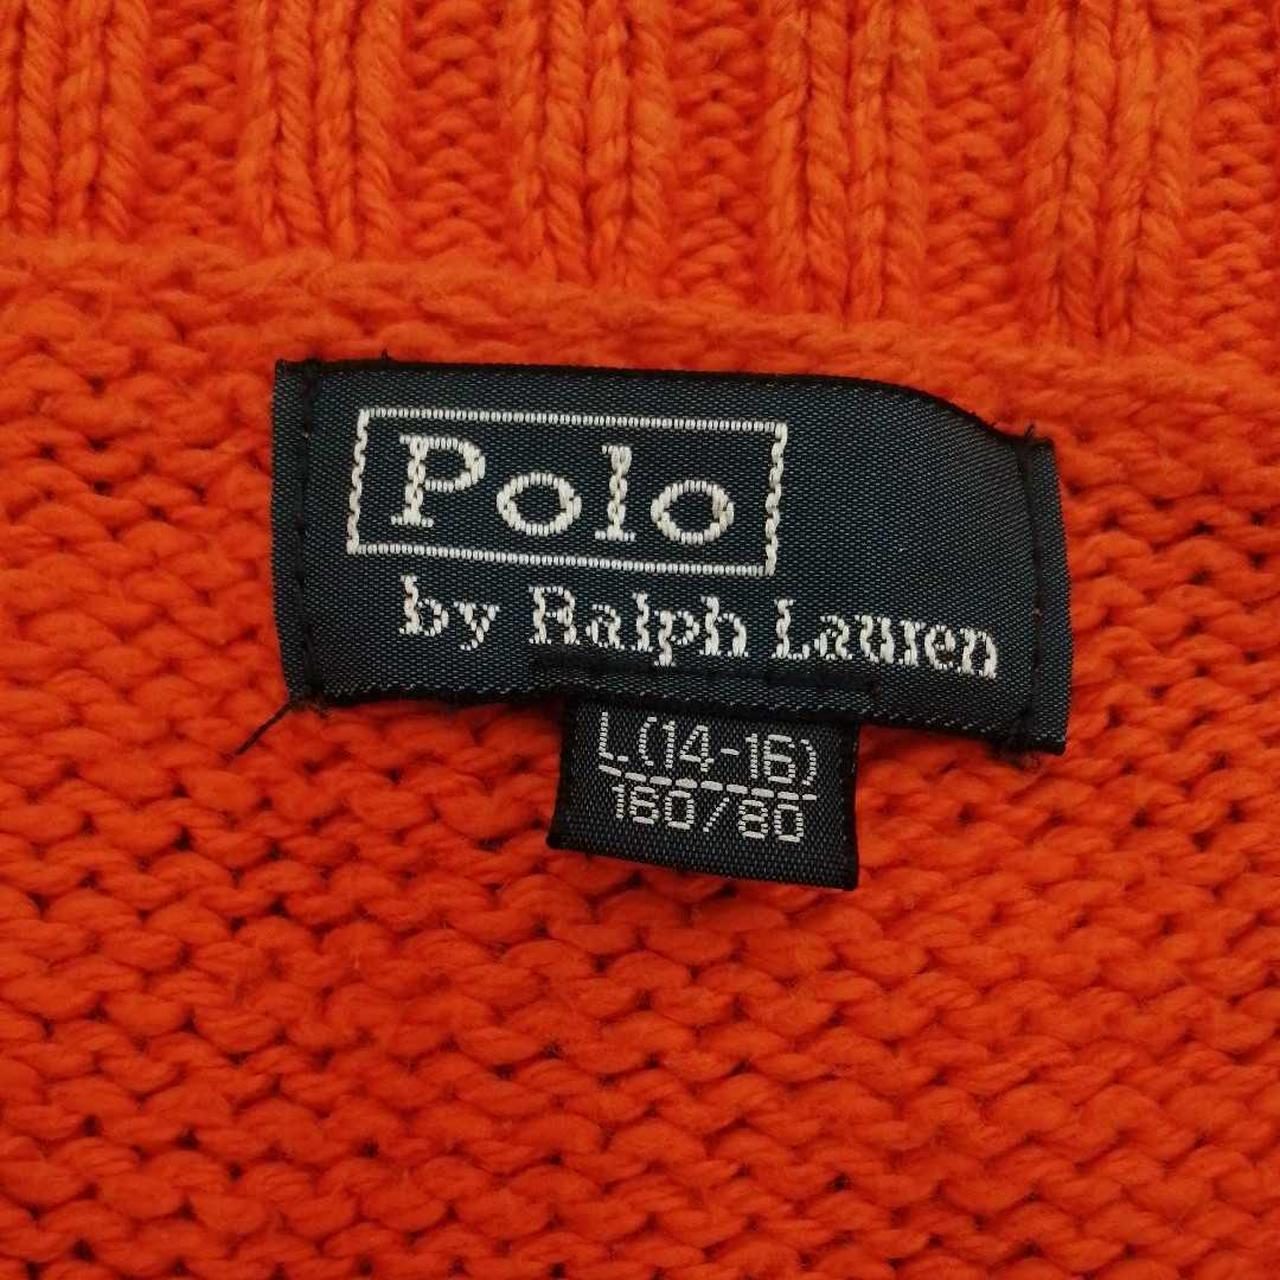 Polo
by Ralph Lauren
L(14-16)
160/80